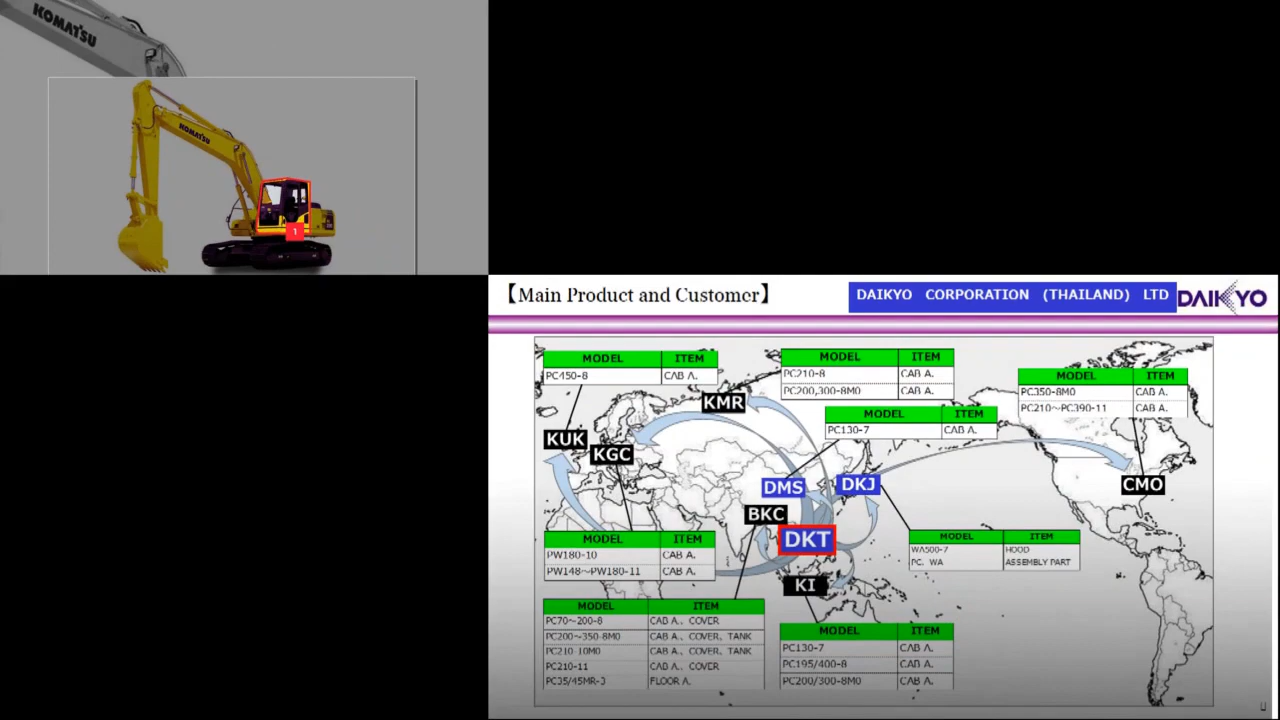 KOMATSU
KOMATSU
1
【Main Product and Customer】
DAIKYO CORPORATION (THAILAND) LTD
DAIKYO
MODEL ITEM
PC450-8 CAB A.
MODEL ITEM
PC210-8 CAB A.
PC200,300-8M0 CAB A.
MODEL ITEM
PC350-8M0 CAB A.
PC210～PC390-11 CAB A.
KMR
MODEL ITEM
PC130-7 CAB A.
KUK
KGC
DMS
DKJ
CMO
BKC
DKT
MODEL ITEM
PW180-10 CAB A.
PW148～PW180-11 CAB A.
MODEL ITEM
WA500-7 HOOD
PC. WA ASSEMBLY PART
KI
MODEL ITEM
PC70～200-8 CAB A., COVER
PC200～350-8M0 CAB A., COVER, TANK
PC210-10M0 CAB A., COVER, TANK
PC210-11 CAB A., COVER
PC35/45MR-3 FLOOR A.
MODEL ITEM
PC130-7 CAB A.
PC195/400-8 CAB A.
PC200/300-8M0 CAB A.